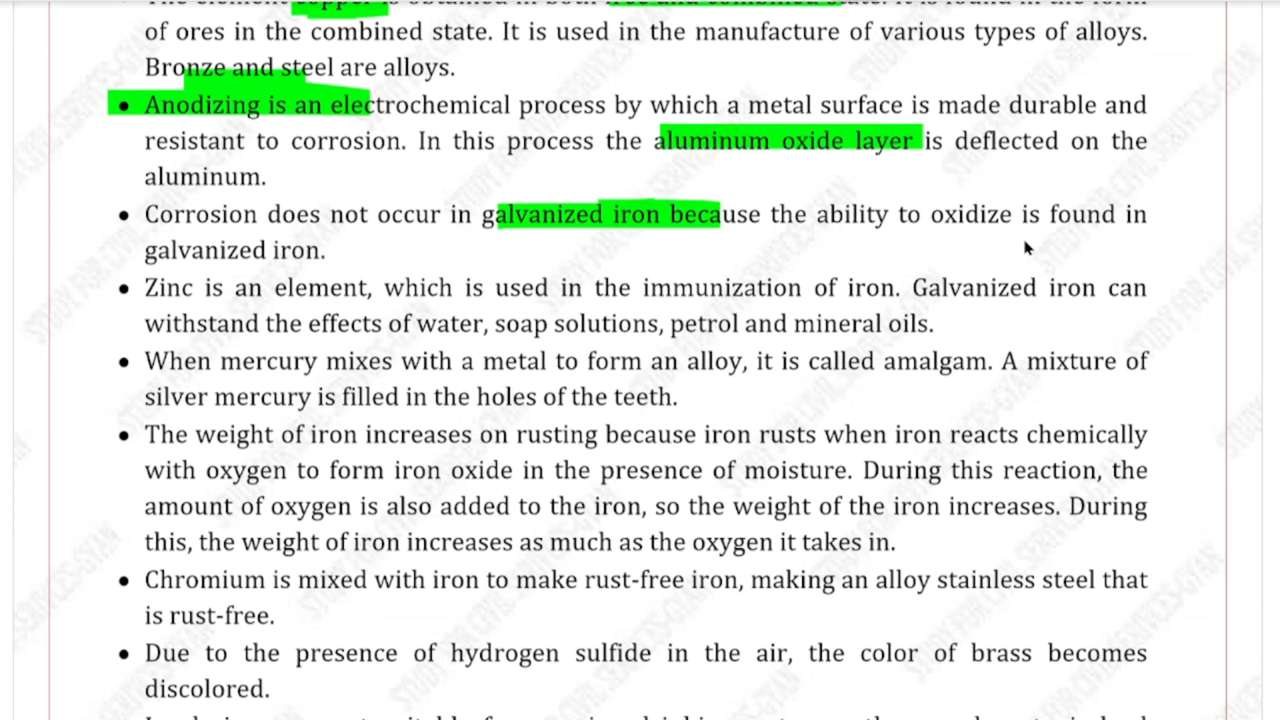 of ores in the combined state. It is used in the manufacture of various types of alloys.
Bronze and steel are alloys.
• Anodizing is an electrochemical process by which a metal surface is made durable and
resistant to corrosion. In this process the aluminum oxide layer is deflected on the
aluminum.
• Corrosion does not occur in galvanized iron because the ability to oxidize is found in
galvanized iron.
• Zinc is an element, which is used in the immunization of iron. Galvanized iron can
withstand the effects of water, soap solutions, petrol and mineral oils.
• When mercury mixes with a metal to form an alloy, it is called amalgam. A mixture of
silver mercury is filled in the holes of the teeth.
• The weight of iron increases on rusting because iron rusts when iron reacts chemically
with oxygen to form iron oxide in the presence of moisture. During this reaction, the
amount of oxygen is also added to the iron, so the weight of the iron increases. During
this, the weight of iron increases as much as the oxygen it takes in.
• Chromium is mixed with iron to make rust-free iron, making an alloy stainless steel that
is rust-free.
• Due to the presence of hydrogen sulfide in the air, the color of brass becomes
discolored.